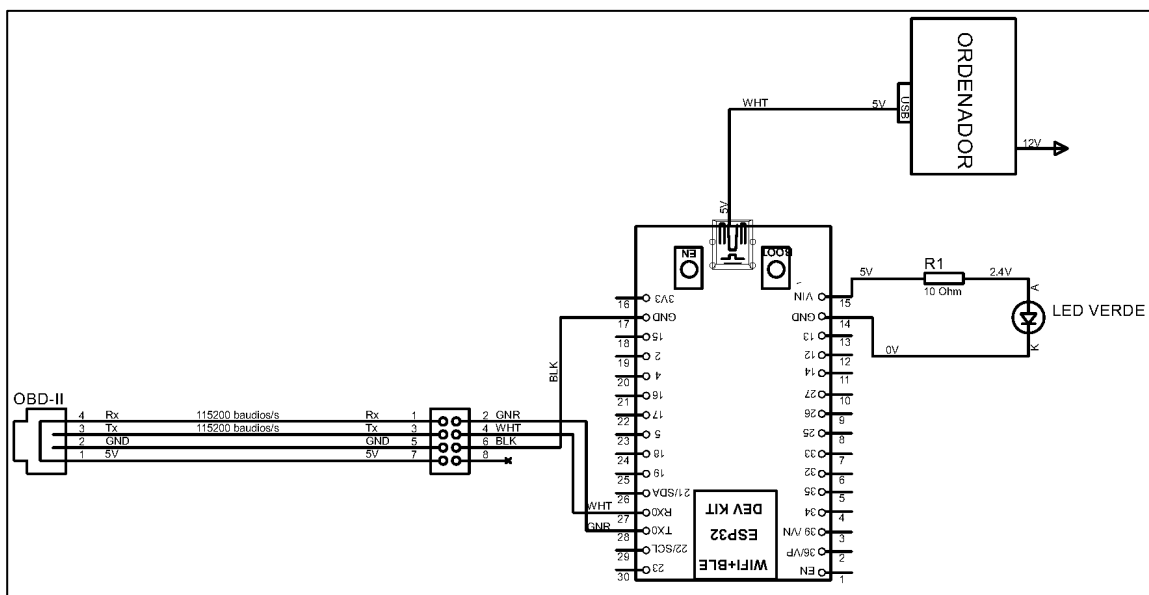 ORDENADOR
USB
5V
WHT
12V
5V
EN
BOOT
5V
R1
10 Ohm
2.4V
A
LED VERDE
K
0V
3V3
16
GND
17
15
18
2
19
4
20
16
21
17
22
5
23
18
24
19
25
21/SDA
26
RX0
27
TX0
28
22/SCL
29
23
30
VIN
15
GND
14
13
13
12
12
14
11
27
10
26
9
25
8
33
7
32
6
35
5
34
4
39 /VN
3
36/VP
2
EN
1
WIFI+BLE
ESP32
DEV KIT
BLK
WHT
GNR
OBD-II
4 Rx 115200 baudios/s Rx 1 2 GNR
3 Tx 115200 baudios/s Tx 3 4 WHT
2 GND GND 5 6 BLK
1 5V 5V 7 8